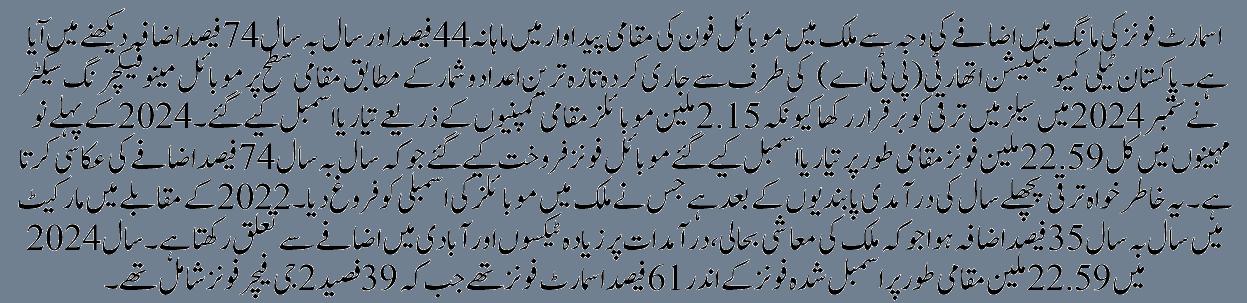 اسمارٹ فونز کی مانگ میں اضافے کی وجہ سے ملک میں موبائل فون کی مقامی پیداوار میں ماہانہ 44 فیصد اور سال بہ سال 74 فیصد اضافہ دیکھنے میں آیا
ہے۔ پاکستان ٹیلی کمیونیکیشن اتھارٹی (پی ٹی اے) کی طرف سے جاری کردہ تازہ ترین اعداد و شمار کے مطابق مقامی سطح پر موبائل مینوفیکچرنگ سیکٹر
نے ستمبر 2024 میں سیلز میں ترقی کو برقرار رکھا کیونکہ 2.15 ملین موبائلز مقامی کمپنیوں کے ذریعے تیار یا اسمبل کیے گئے۔ 2024 کے پہلے نو
مہینوں میں کل 22.59 ملین فونز مقامی طور پر تیار یا اسمبل کیے گئے موبائل فونز فروخت کیے گئے جو کہ سال بہ سال 74 فیصد اضافے کی عکاسی کرتا
ہے۔ یہ خاطر خواہ ترقی پچھلے سال کی درآمدی پابندیوں کے بعد ہے جس نے ملک میں موبائلز کی اسمبلی کو فروغ دیا۔ 2022 کے مقابلے میں مارکیٹ
میں سال بہ سال 35 فیصد اضافہ ہوا جو کہ ملک کی معاشی بحالی، درآمدات پر زیادہ ٹیکسوں اور آبادی میں اضافے سے تعلق رکھتا ہے۔ سال 2024
میں 22.59 ملین مقامی طور پر اسمبل شدہ فونز کے اندر 61 فیصد اسمارٹ فونز تھے جب کہ 39 فصید 2 جی فیچر فونز شامل تھے۔